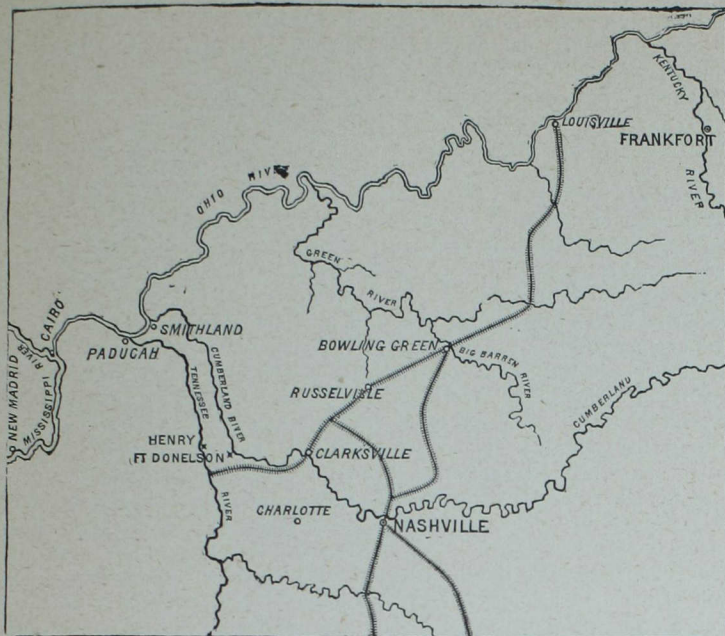 KENTUCKY
LOUISVILLE
FRANKFORT
RIVER
OHIO RIVER
GREEN
RIVER
CAIRO
SMITHLAND
PADUCAH
BOWLING GREEN
BIG BARREN RIVER
NEW MADRID
MISSISSIPPI
RIVER
TENNESSEE
CUMBERLAND RIVER
RUSSELVILLE
CUMBERLAND
HENRY
FT DONELSON
CLARKSVILLE
RIVER
CHARLOTTE
NASHVILLE